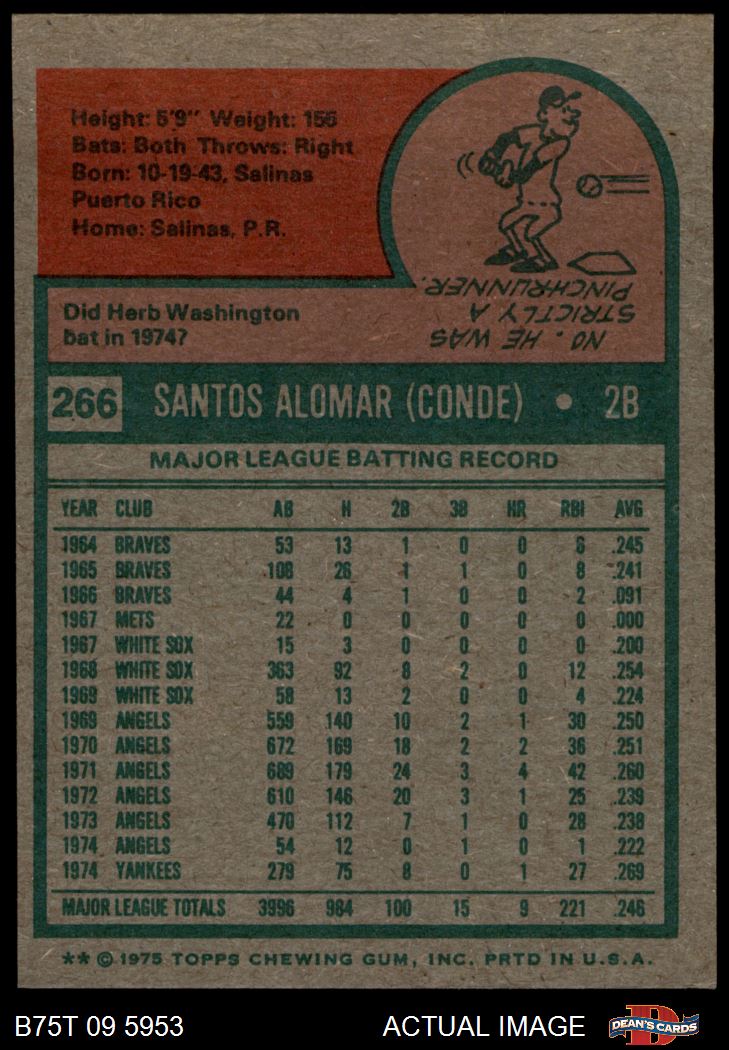 Height: 5'9" Weight: 155
Bats: Both Throws: Right
Born: 10-19-43, Salinas
Puerto Rico
Home: Salinas, P.R.
Did Herb Washington
bat in 1974?
NO. HE WAS
STRICTLY A
PINCHRUNNER.
266 SANTOS ALOMAR (CONDE) • 2B
MAJOR LEAGUE BATTING RECORD
YEAR CLUB AB H 2B 3B HR RBI AVG
1964 BRAVES 53 13 1 0 0 6 .245
1965 BRAVES 108 26 1 1 0 8 .241
1966 BRAVES 44 4 1 0 0 2 .091
1967 METS 22 0 0 0 0 0 .000
1967 WHITE SOX 15 3 0 0 0 0 .200
1968 WHITE SOX 363 92 8 2 0 12 .254
1969 WHITE SOX 58 13 2 0 0 4 .224
1969 ANGELS 559 140 10 2 1 30 .250
1970 ANGELS 672 169 18 2 2 36 .251
1971 ANGELS 689 179 24 3 4 42 .260
1972 ANGELS 610 146 20 3 1 25 .239
1973 ANGELS 470 112 7 1 0 28 .238
1974 ANGELS 54 12 0 1 0 1 .222
1974 YANKEES 279 75 8 0 1 27 .269
MAJOR LEAGUE TOTALS 3996 984 100 15 9 221 .246
** © 1975 TOPPS CHEWING GUM, INC. PRTD IN U.S.A.
B75T 09 5953 ACTUAL IMAGE DEAN'S CARDS